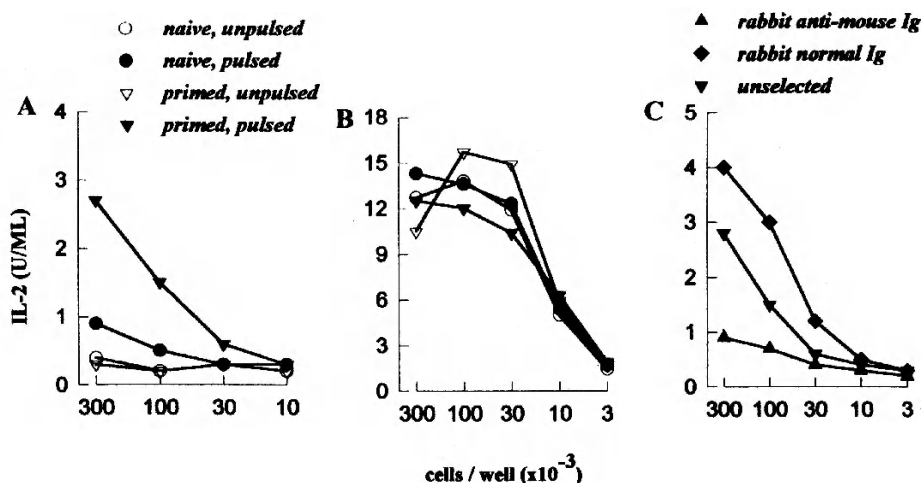 naive, unpulsed
naive, pulsed
primed, unpulsed
primed, pulsed
rabbit anti-mouse Ig
rabbit normal Ig
unselected
A
B
C
IL-2 (U/ML)
4
3
2
1
0
300 100 30 10
18
15
12
9
6
3
0
300 100 30 10 3
5
4
3
2
1
0
300 100 30 10 3
cells / well (x10-3)